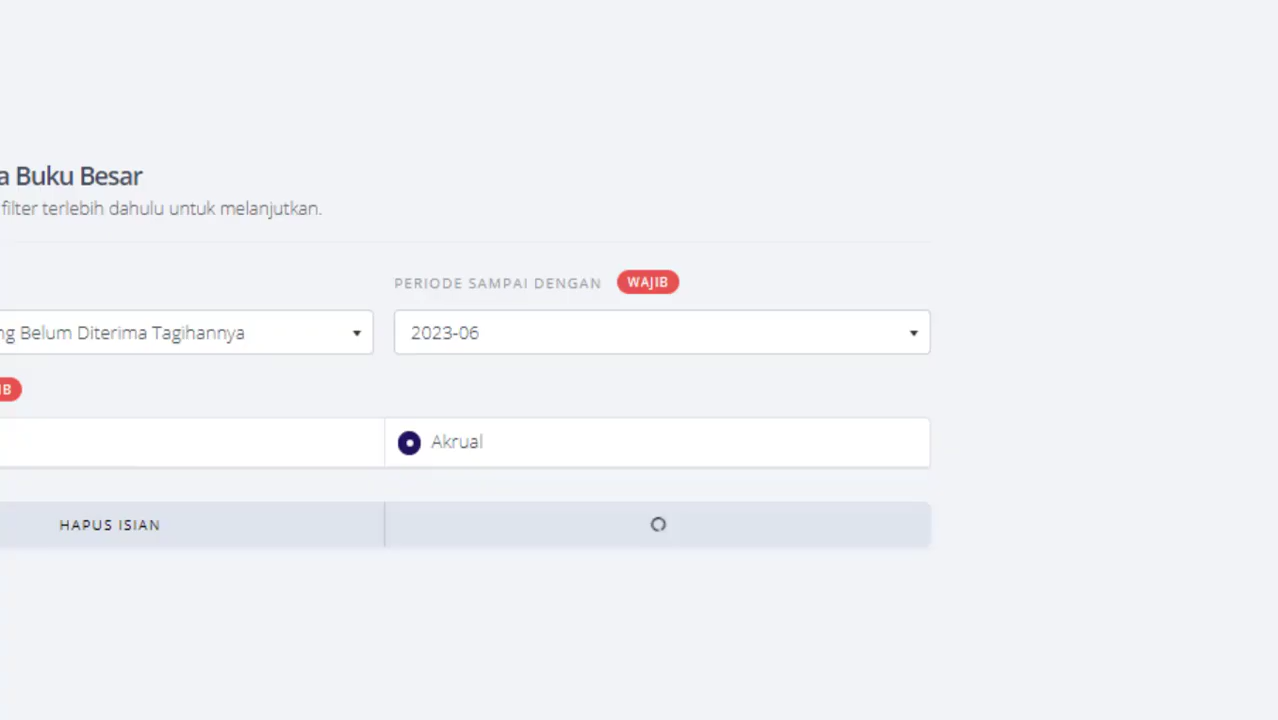 a Buku Besar
filter terlebih dahulu untuk melanjutkan.
PERIODE SAMPAI DENGAN WAJIB
ng Belum Diterima Tagihannya 2023-06
IB
Akrual
HAPUS ISIAN